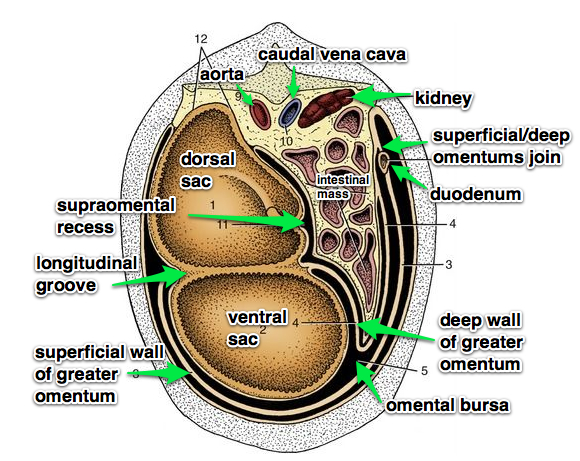 12
caudal vena cava
aorta
9
kidney
10
superficial/deep
omentums join
dorsal
sac
intestinal
mass
duodenum
supraomental
recess
1
11
4
longitudinal
groove
3
ventral
sac
2
4
deep wall
of greater
omentum
superficial wall
of greater
omentum
3
5
omental bursa